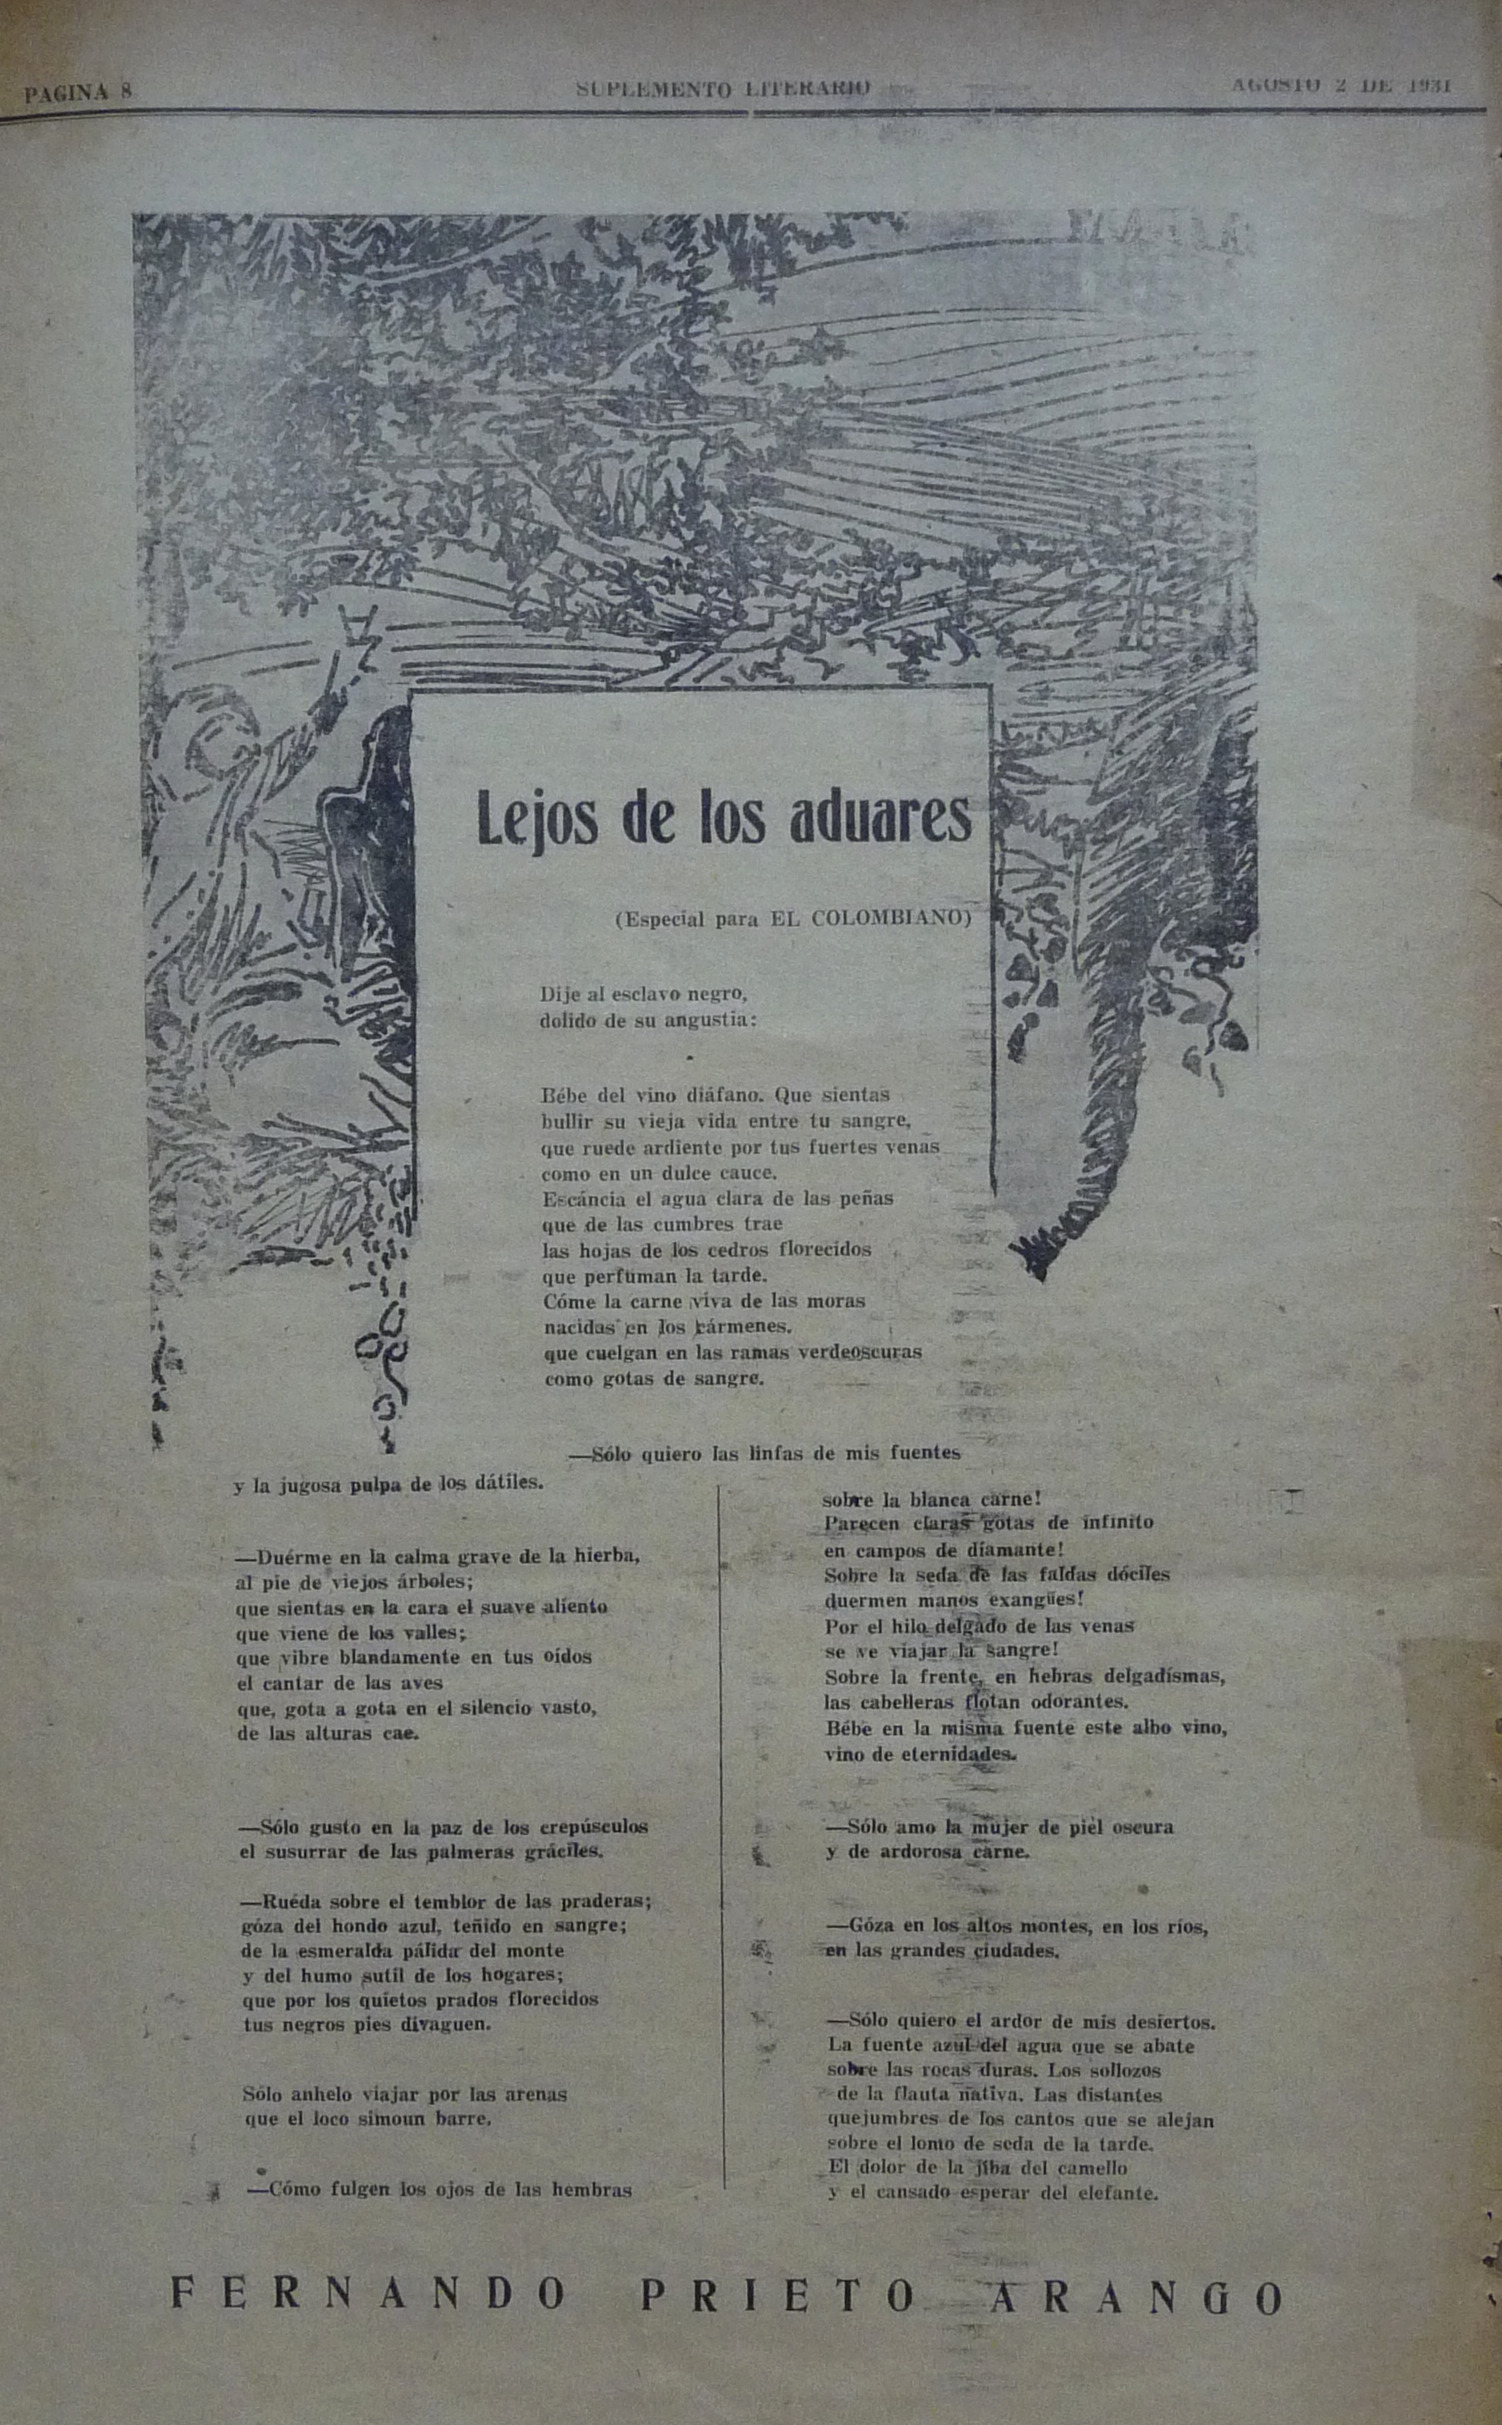 PAGINA 8
SUPLEMENTO LITERARIO
AGOSTO 2 DE 1931
Lejos de los aduares
(Especial para EL COLOMBIANO)
Dije al esclavo negro,
dolido de su angustia:
Bébe del vino diáfano. Que sientas
bullir su vieja vida entre tu sangre,
que ruede ardiente por tus fuertes venas
como en un dulce cauce.
Escáncia el agua clara de las peñas
que de las cumbres trae
las hojas de los cedros florecidos
que perfuman la tarde.
Cóme la carne viva de las moras
nacidas en los cármenes.
que cuelgan en las ramas verdeoscuras
como gotas de sangre.
—Sólo quiero las linfas de mis fuentes
y la jugosa pulpa de los dátiles.
—Duérme en la calma grave de la hierba,
al pie de viejos árboles;
que sientas en la cara el suave aliento
que viene de los valles;
que vibre blandamente en tus oídos
el cantar de las aves
que, gota a gota en el silencio vasto,
de las alturas cae.
—Sólo gusto en la paz de los crepúsculos
el susurrar de las palmeras gráciles.
—Ruéda sobre el temblor de las praderas;
góza del hondo azul, teñido en sangre;
de la esmeralda pálida del monte
y del humo sutil de los hogares;
que por los quietos prados florecidos
tus negros pies divaguen.
Sólo anhelo viajar por las arenas
que el loco simoun barre.
—Cómo fulgen los ojos de las hembras
sobre la blanca carne!
Parecen claras gotas de infinito
en campos de diamante!
Sobre la seda de las faldas dóciles
duermen manos exangües!
Por el hilo delgado de las venas
se ve viajar la sangre!
Sobre la frente, en hebras delgadísmas,
las cabelleras flotan odorantes.
Bébe en la misma fuente este albo vino,
vino de eternidades.
—Sólo amo la mujer de piel oscura
y de ardorosa carne.
—Góza en los altos montes, en los ríos,
en las grandes ciudades.
—Sólo quiero el ardor de mis desiertos.
La fuente azul del agua que se abate
sobre las rocas duras. Los sollozos
de la flauta nativa. Las distantes
quejumbres de los cantos que se alejan
sobre el lomo de seda de la tarde.
El dolor de la jiba del camello
y el cansado esperar del elefante.
FERNANDO PRIETO ARANGO